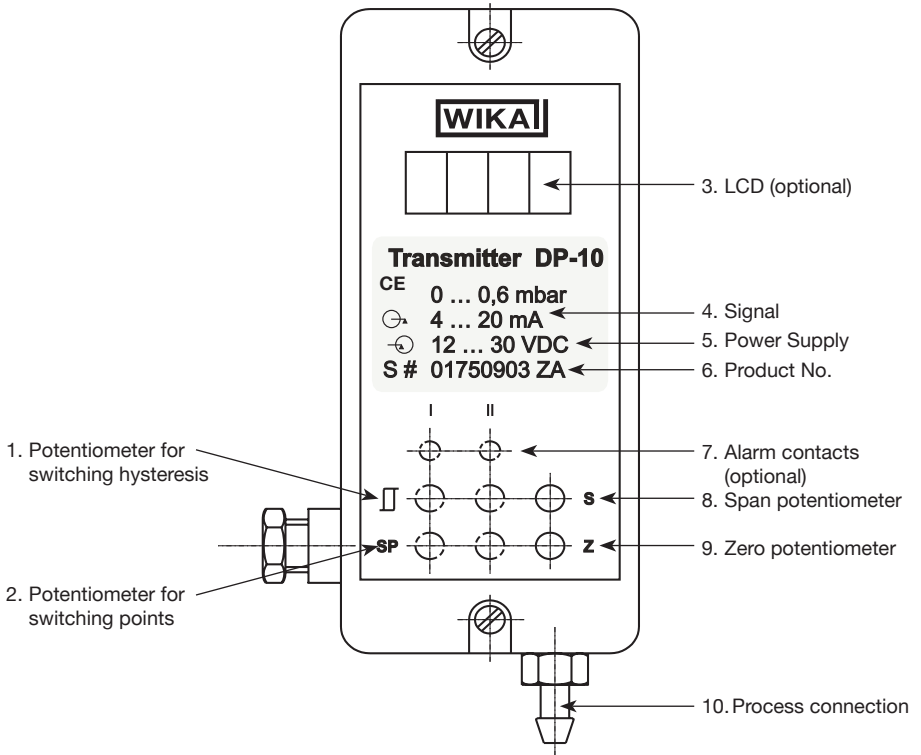 WIKA
3. LCD (optional)
Transmitter DP-10
CE
0 ... 0,6 mbar
4 ... 20 mA
4. Signal
12 ... 30 VDC
5. Power Supply
S # 01750903 ZA
6. Product No.
I II
1. Potentiometer for
switching hysteresis
7. Alarm contacts
(optional)
S
8. Span potentiometer
SP
Z
9. Zero potentiometer
2. Potentiometer for
switching points
10. Process connection